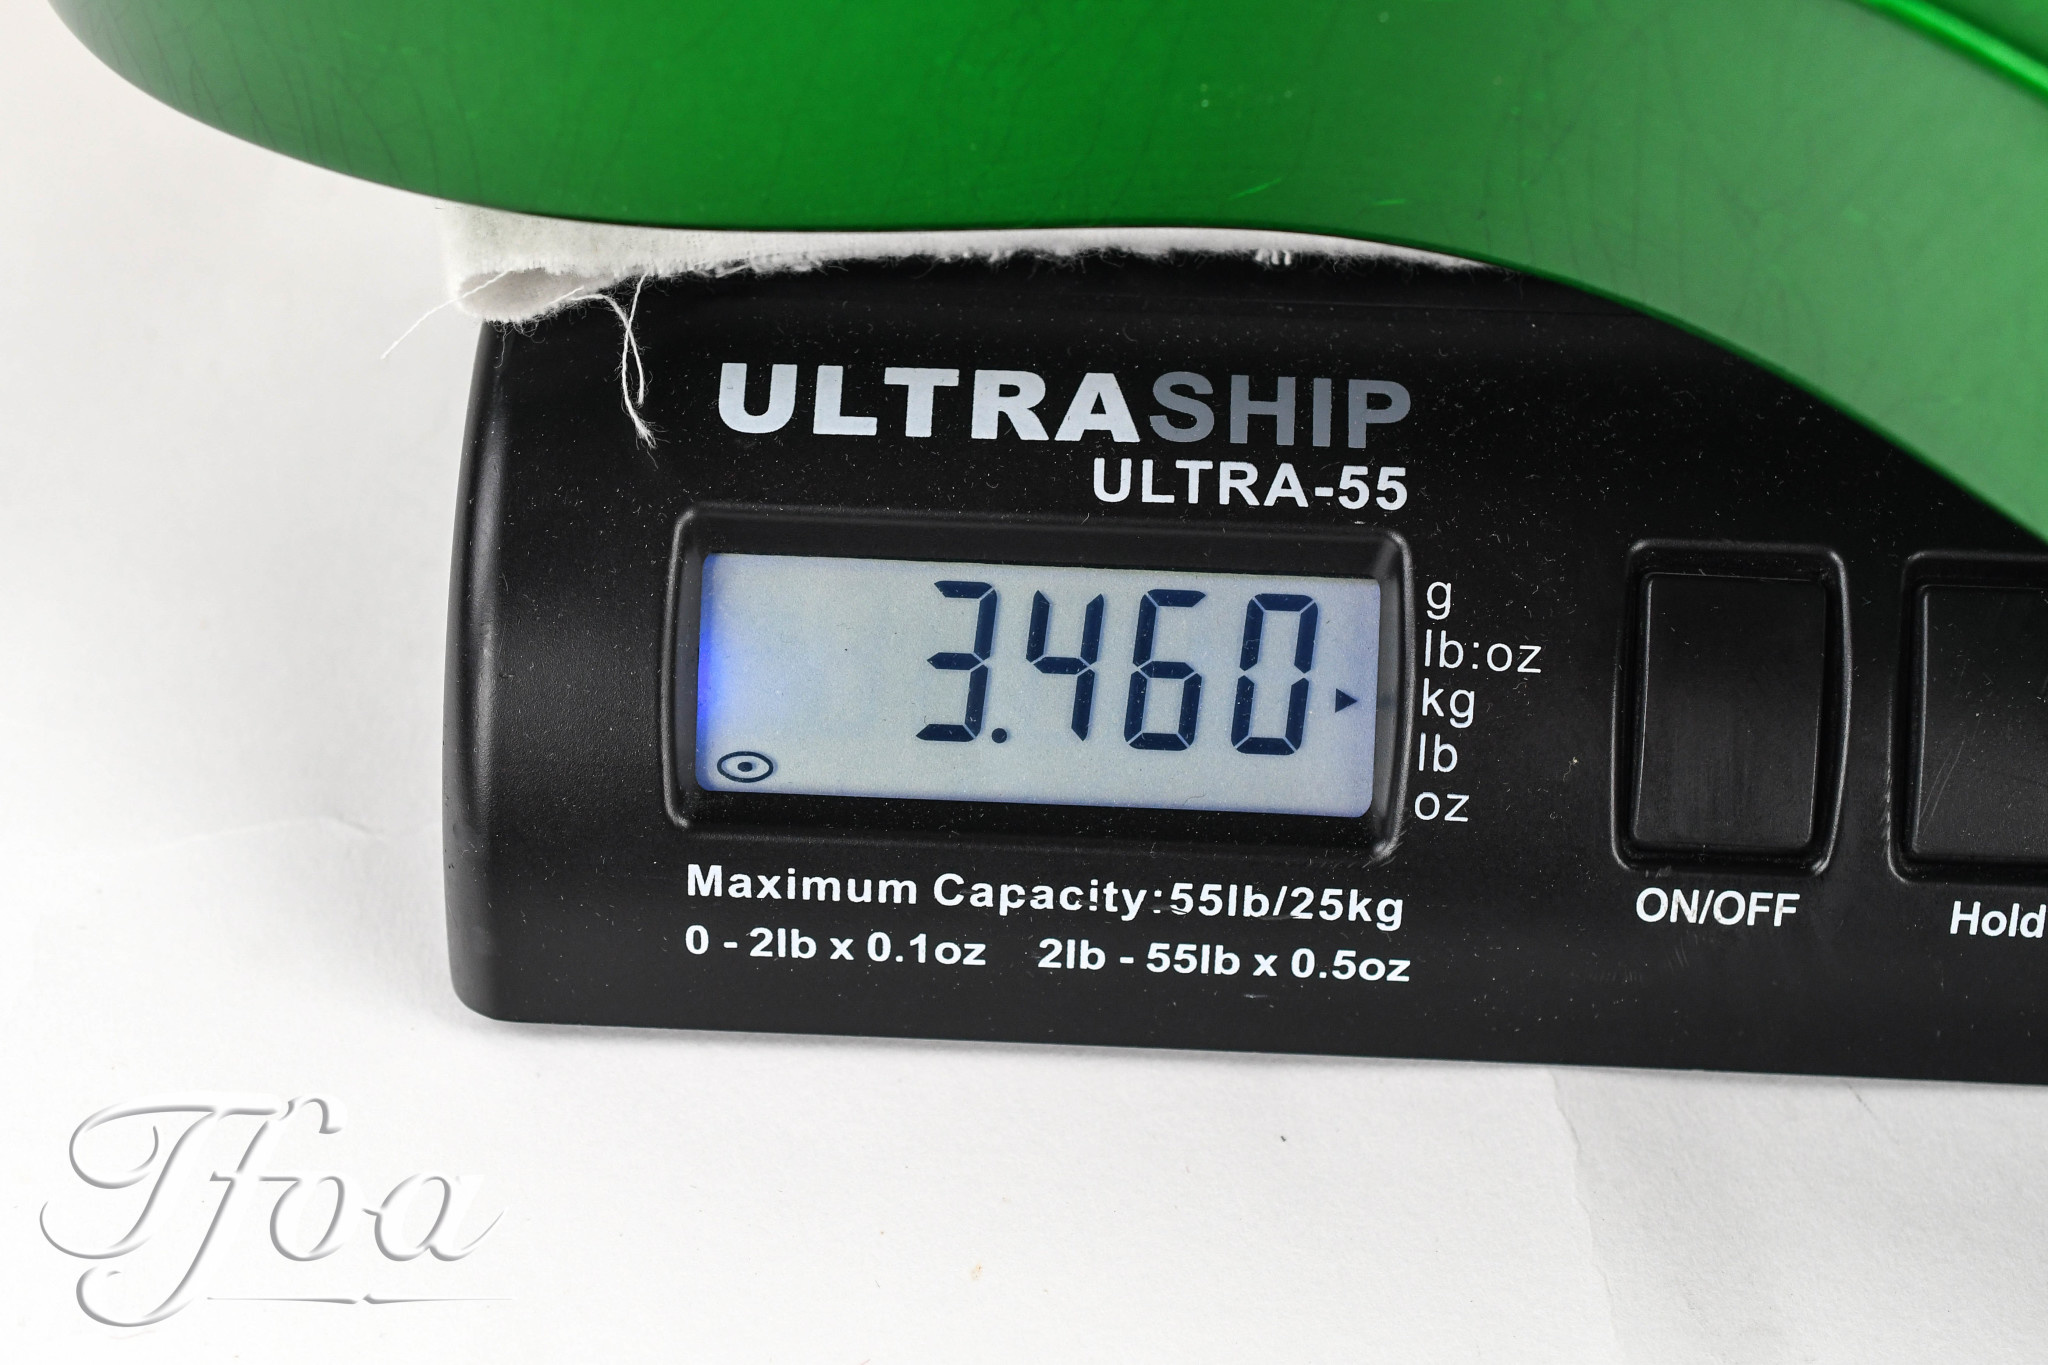 ULTRASHIP
ULTRA-55
3.460
g
lb:oz
kg
lb
oz
Maximum Capacity:55lb/25kg
0 - 2lb x 0.1oz 2lb - 55lb x 0.5oz
ON/OFF
Hold
Tfoa